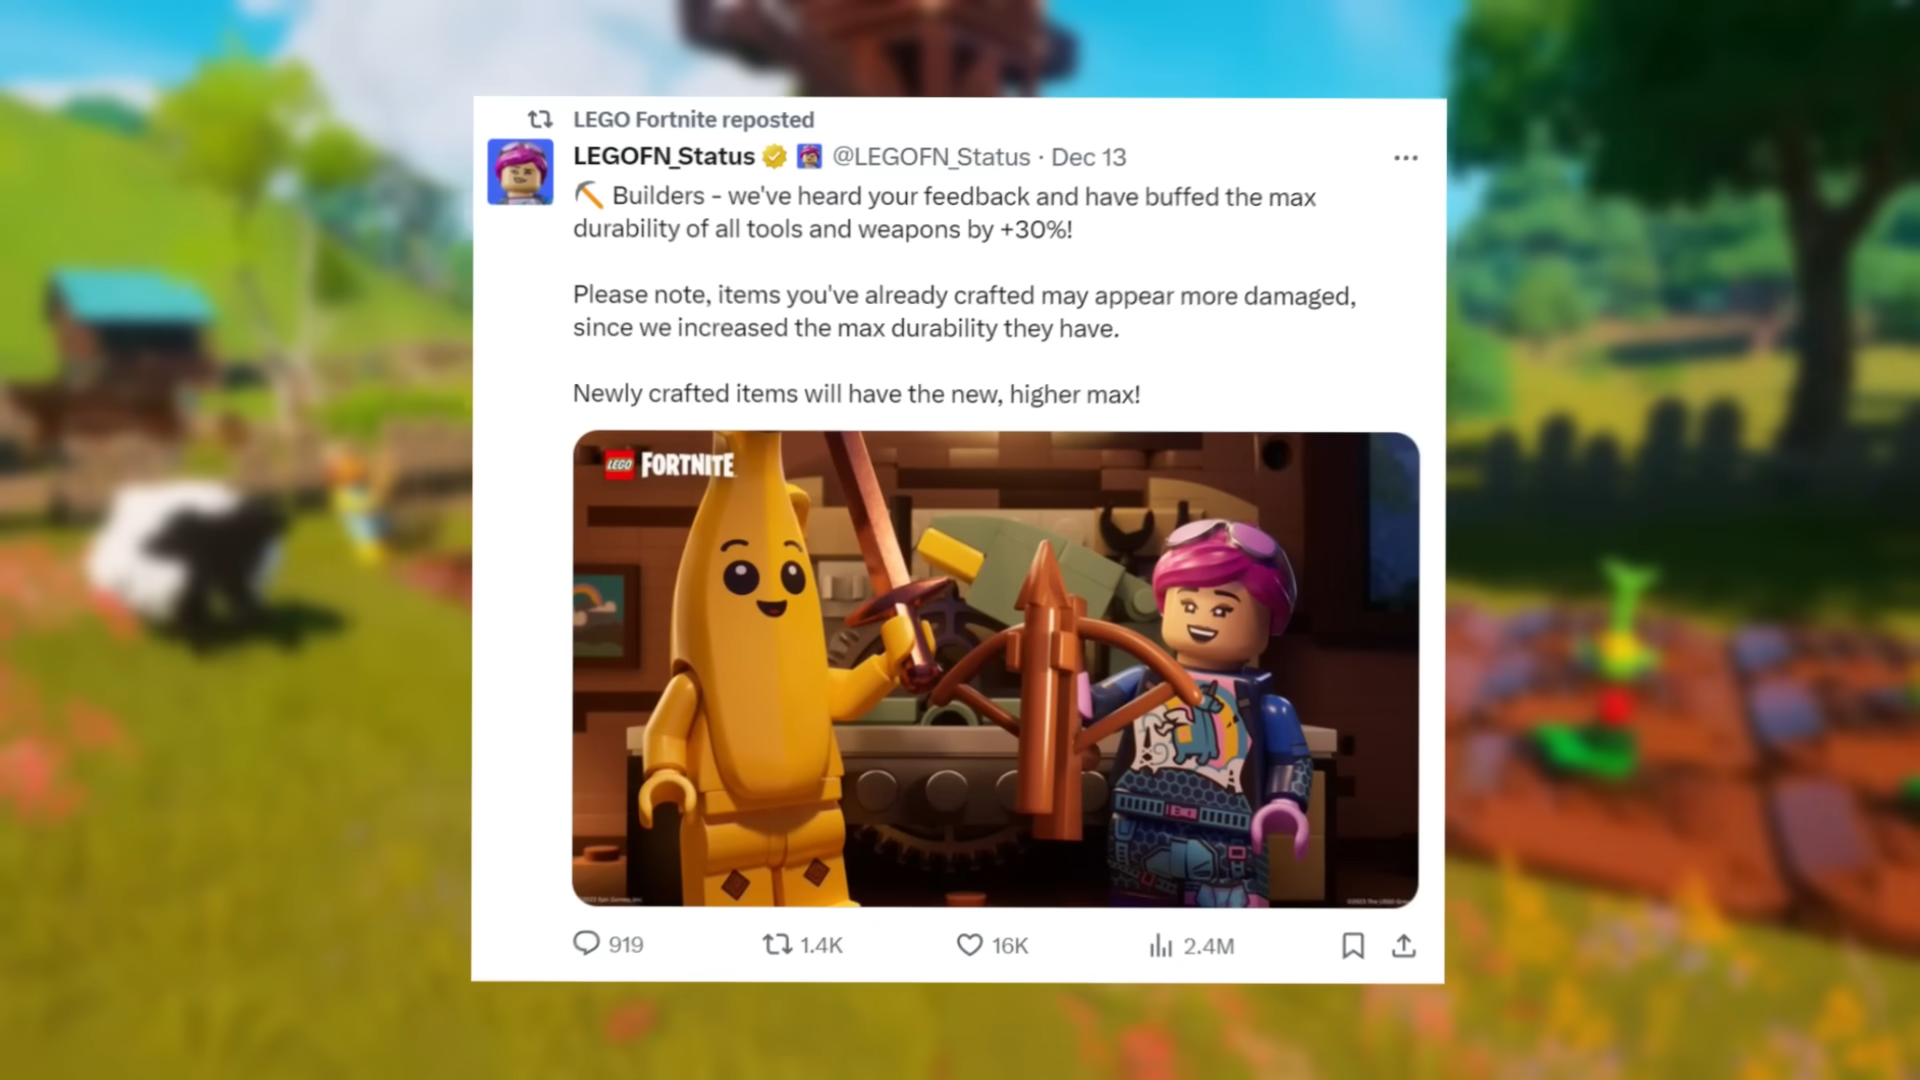 LEGO Fortnite reposted
LEGOFN_Status @LEGOFN_Status · Dec 13
Builders - we've heard your feedback and have buffed the max
durability of all tools and weapons by +30%!
Please note, items you've already crafted may appear more damaged,
since we increased the max durability they have.
Newly crafted items will have the new, higher max!
LEGO FORTNITE
919 1.4K 16K 2.4M